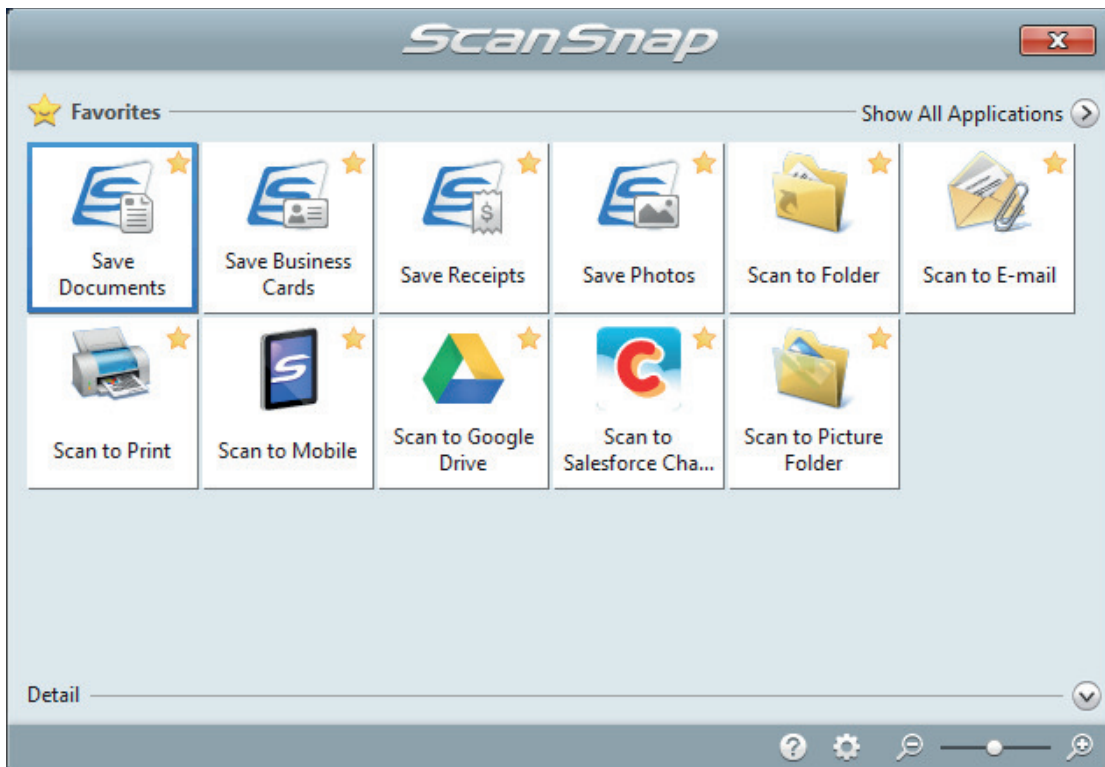 ScanSnap
Favorites
Show All Applications
Save
Documents
Save Business
Cards
Save Receipts
Save Photos
Scan to Folder
Scan to E-mail
Scan to Print
Scan to Mobile
Scan to Google
Drive
Scan to
Salesforce Cha...
Scan to Picture
Folder
Detail